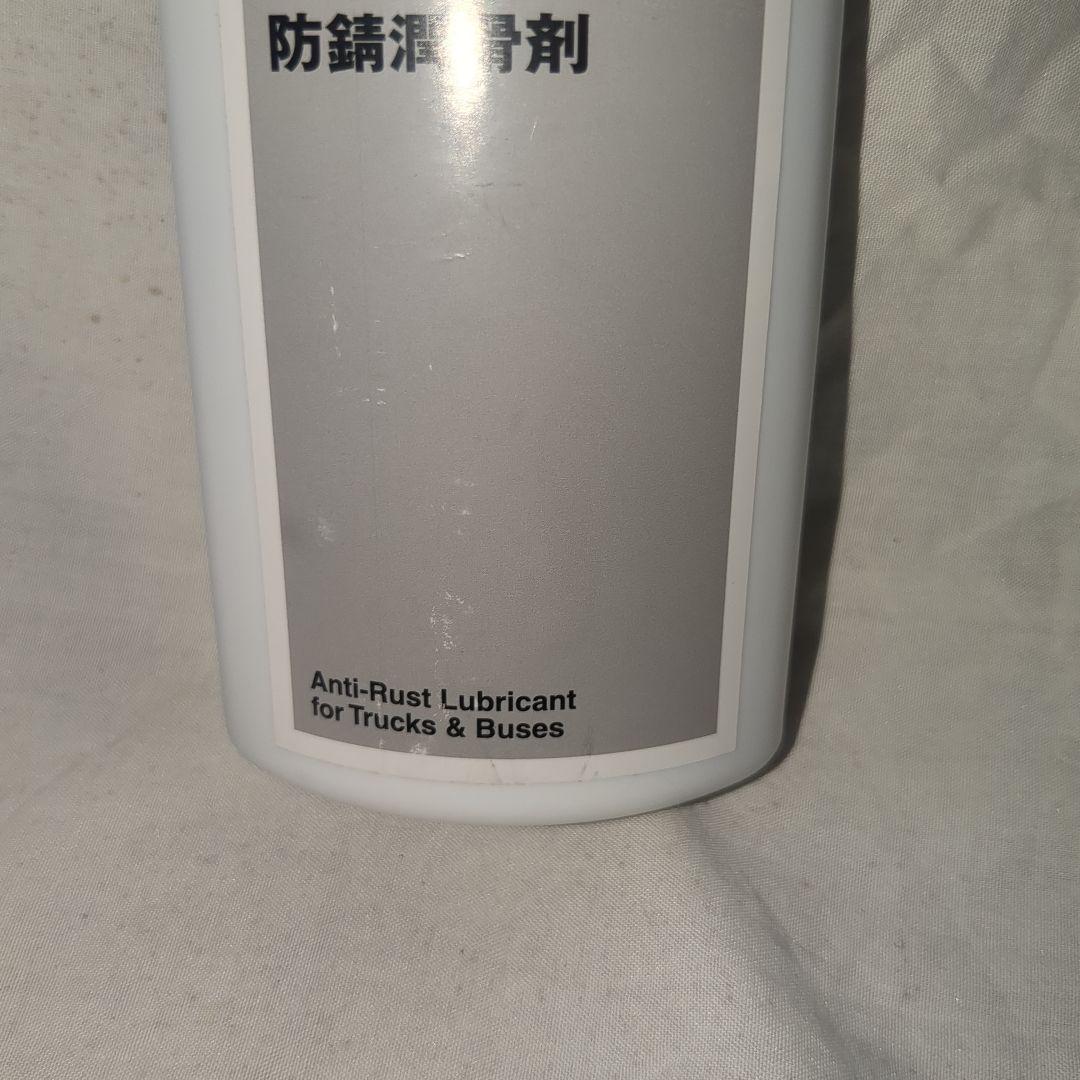 防錆潤滑剤
Anti-Rust Lubricant
for Trucks & Buses